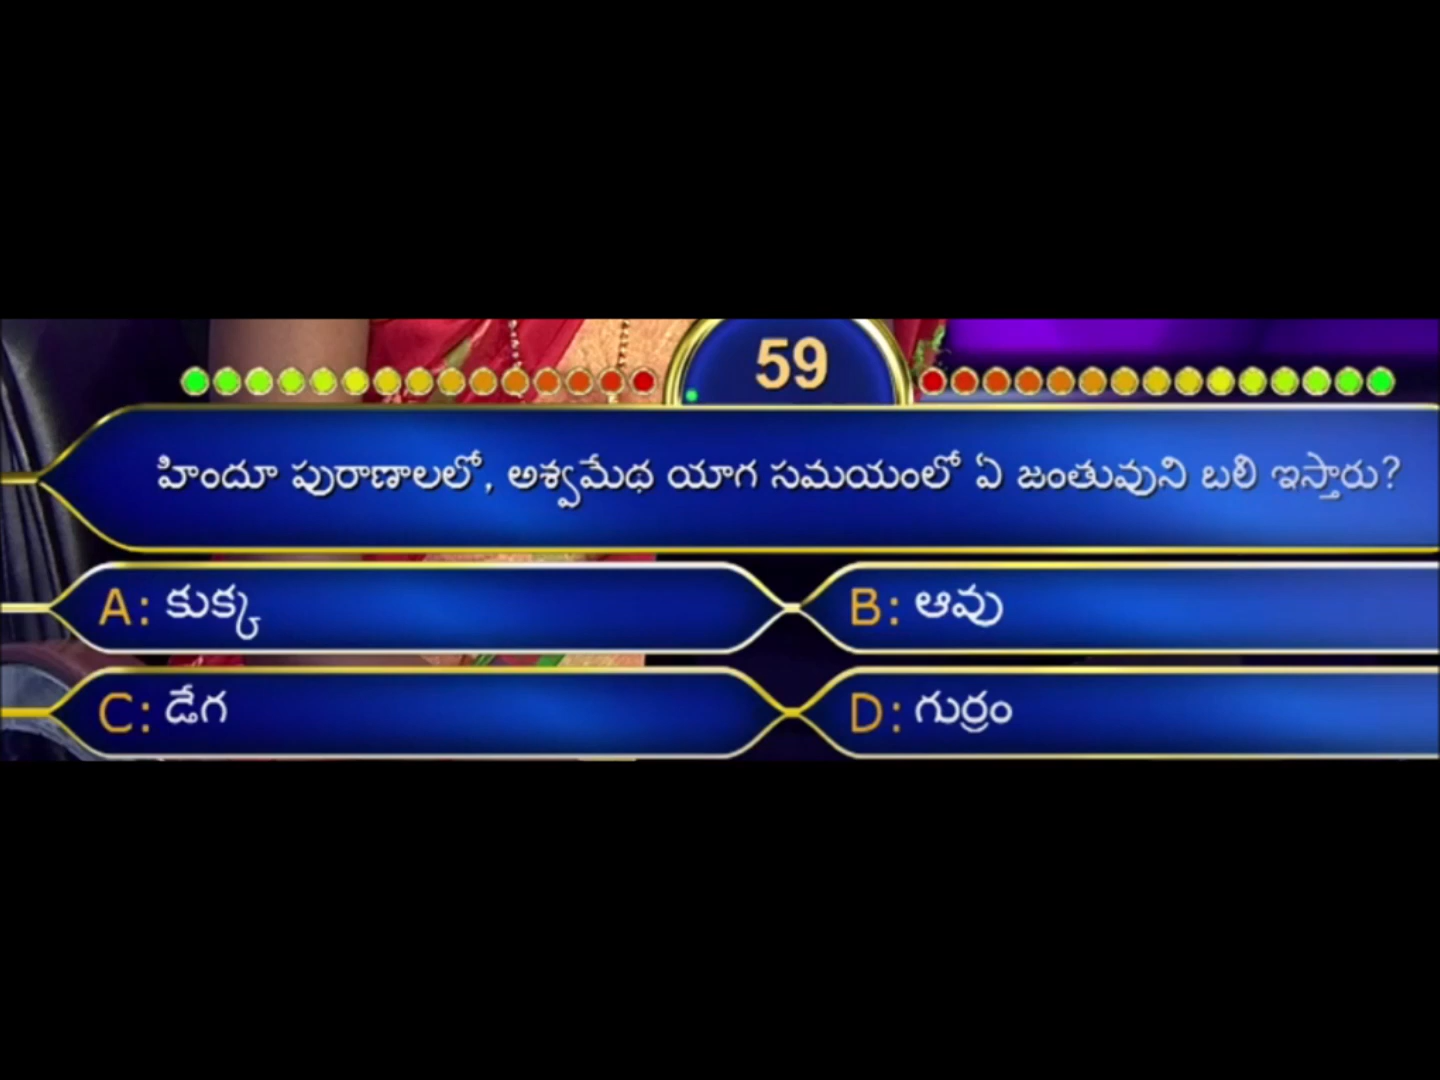 59
హిందూ పురాణాలలో, అశ్వమేథ యాగ సమయంలో ఏ జంతువుని బలి ఇస్తారు?
A: కుక్క
B: ఆవు
C: డేగ
D: గుర్రం